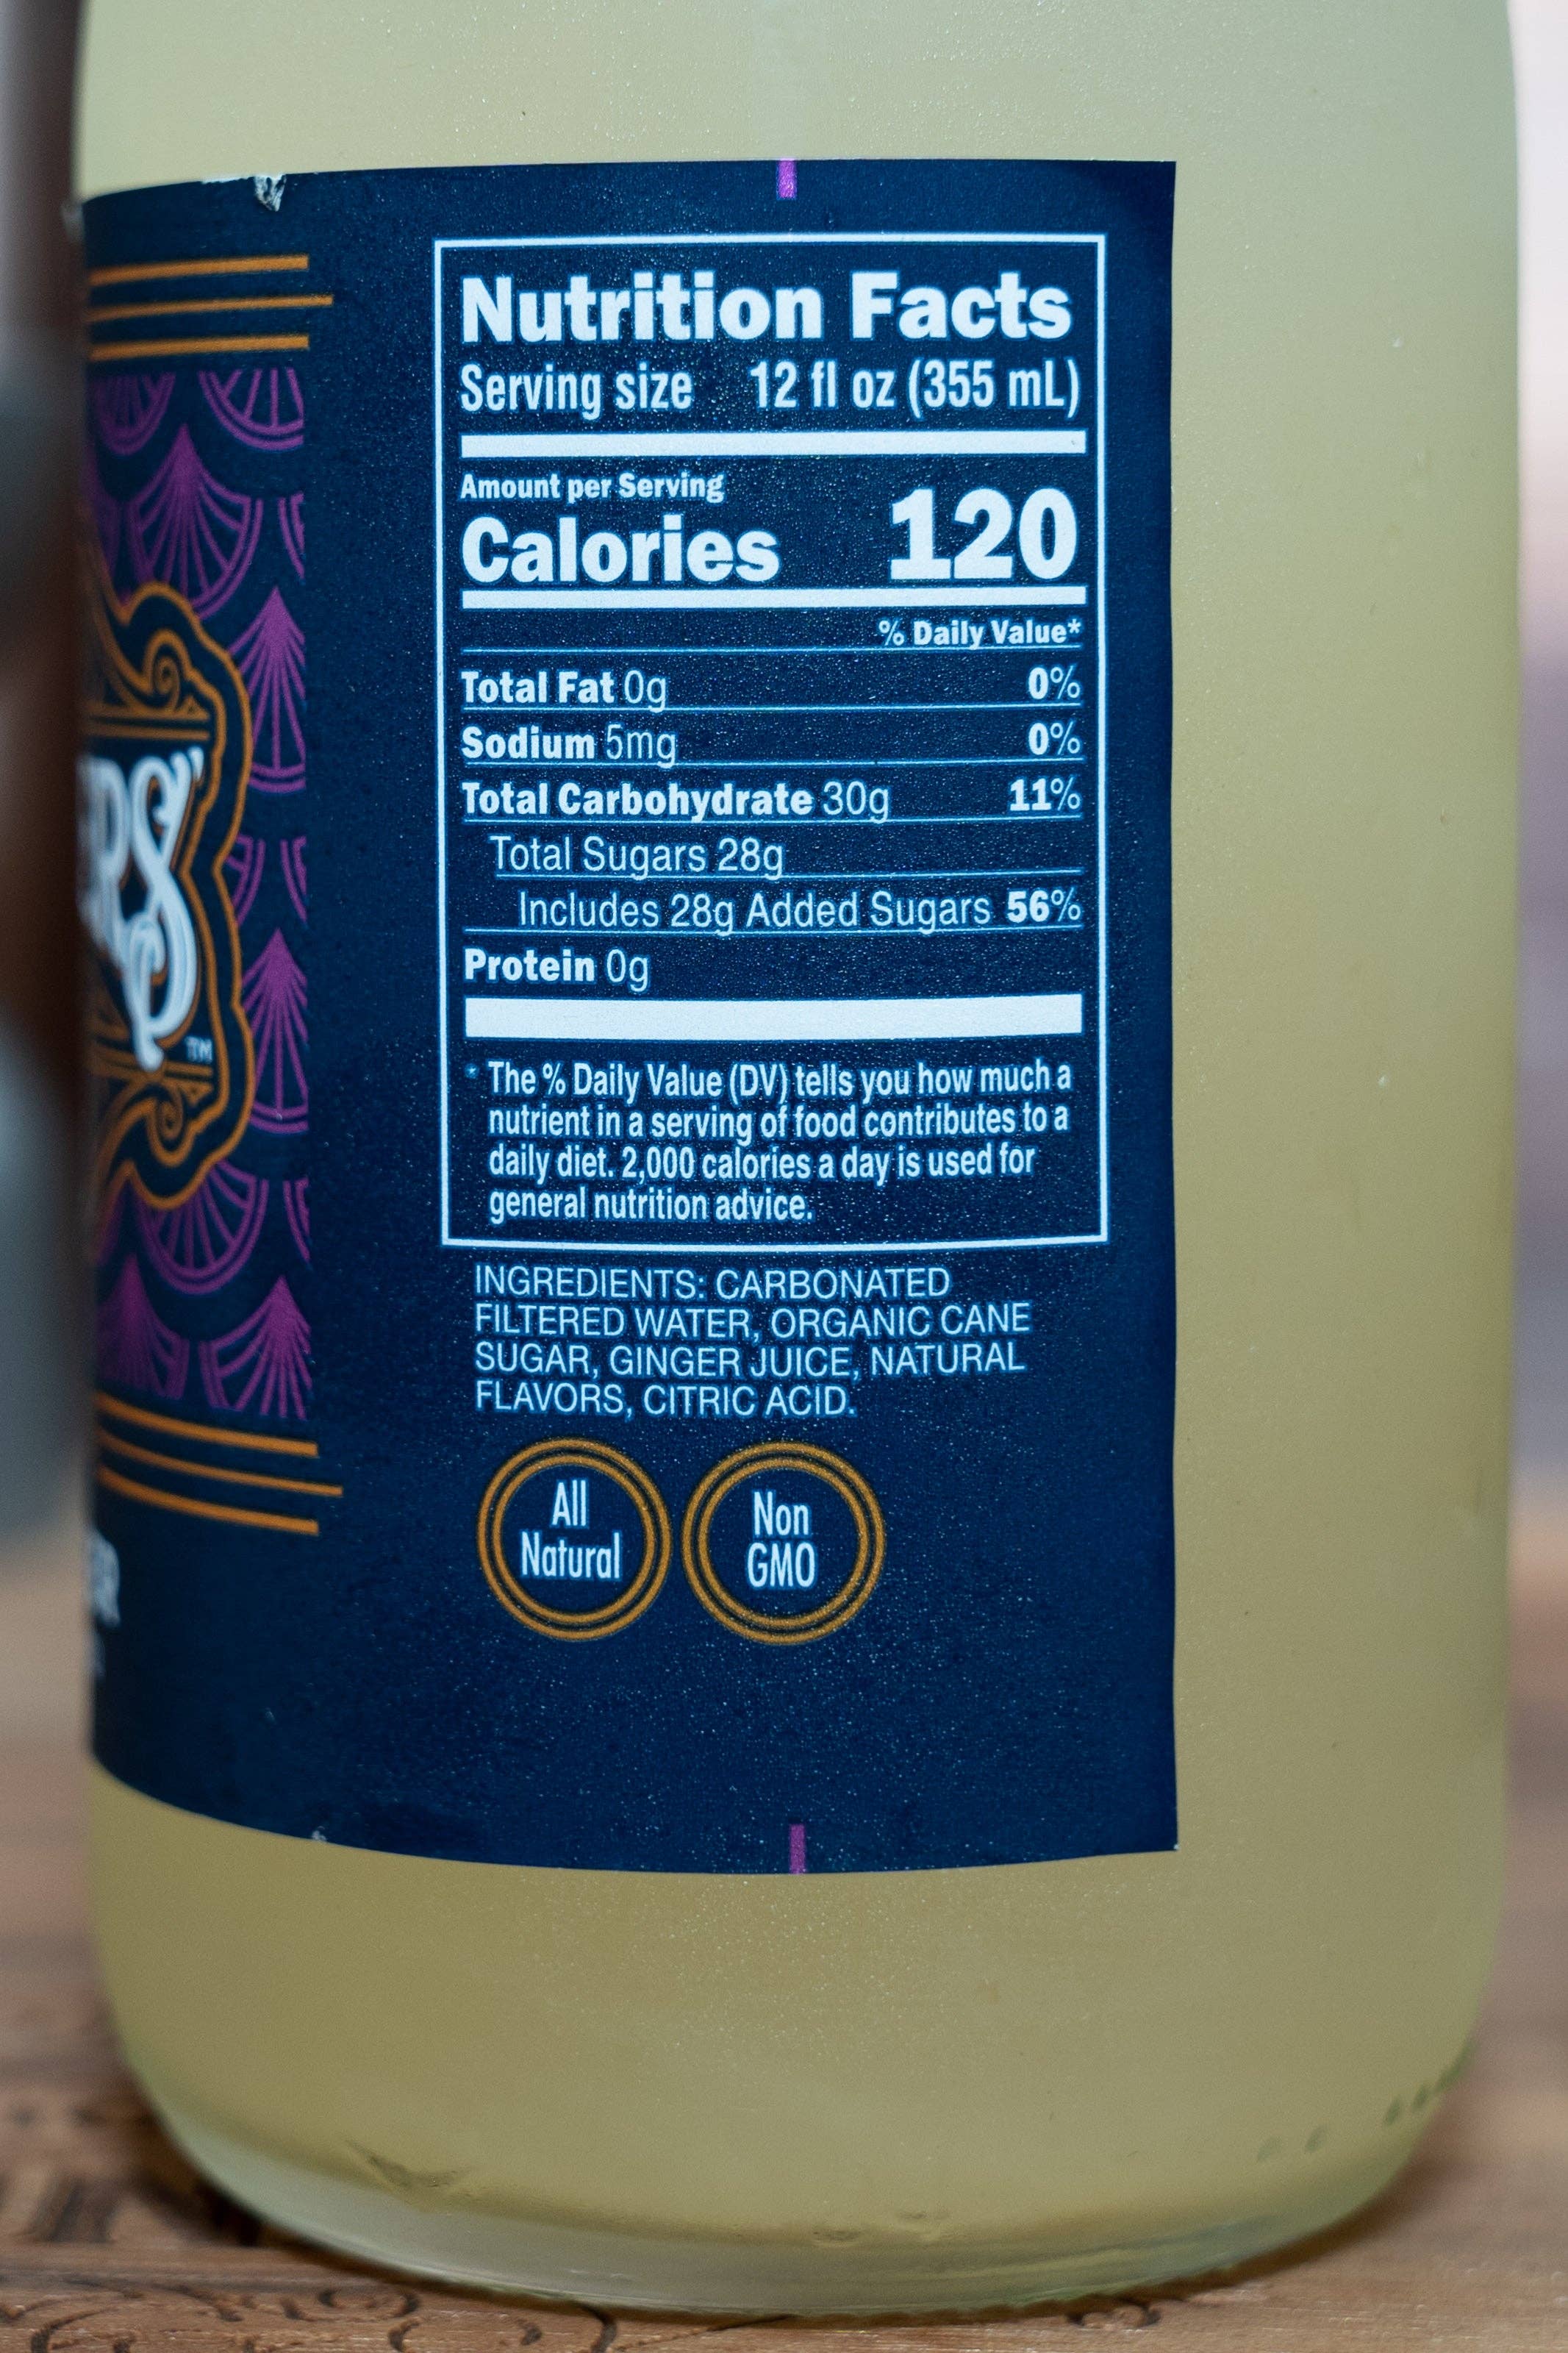 Nutrition Facts
Serving size 12 fl oz (355 mL)
Amount per Serving
Calories 120
% Daily Value*
Total Fat 0g 0%
Sodium 5mg 0%
Total Carbohydrate 30g 11%
Total Sugars 28g
Includes 28g Added Sugars 56%
Protein 0g
* The % Daily Value (DV) tells you how much a
nutrient in a serving of food contributes to a
daily diet. 2,000 calories a day is used for
general nutrition advice.
INGREDIENTS: CARBONATED
FILTERED WATER, ORGANIC CANE
SUGAR, GINGER JUICE, NATURAL
FLAVORS, CITRIC ACID.
All
Natural
Non
GMO
TM